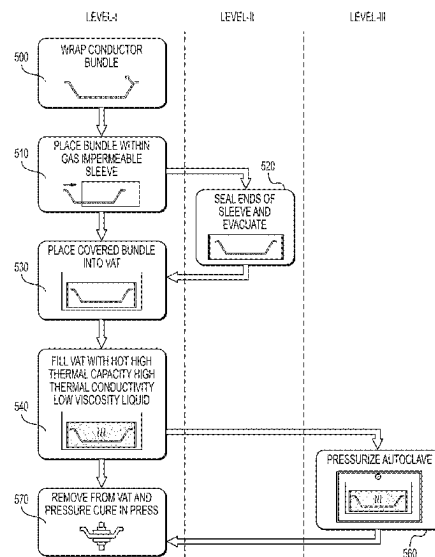 LEVEL-I
LEVEL-II
LEVEL-III
500
WRAP CONDUCTOR
BUNDLE
510
PLACE BUNDLE WITHIN
GAS IMPERMEABLE
SLEEVE
520
SEAL ENDS OF
SLEEVE AND
EVACUATE
530
PLACE COVERED BUNDLE
INTO VAT
540
FILL VAT WITH HOT HIGH
THERMAL CAPACITY HIGH
THERMAL CONDUCTIVITY
LOW VISCOSITY LIQUID
PRESSURIZE AUTOCLAVE
560
570
REMOVE FROM VAT AND
PRESSURE CURE IN PRESS